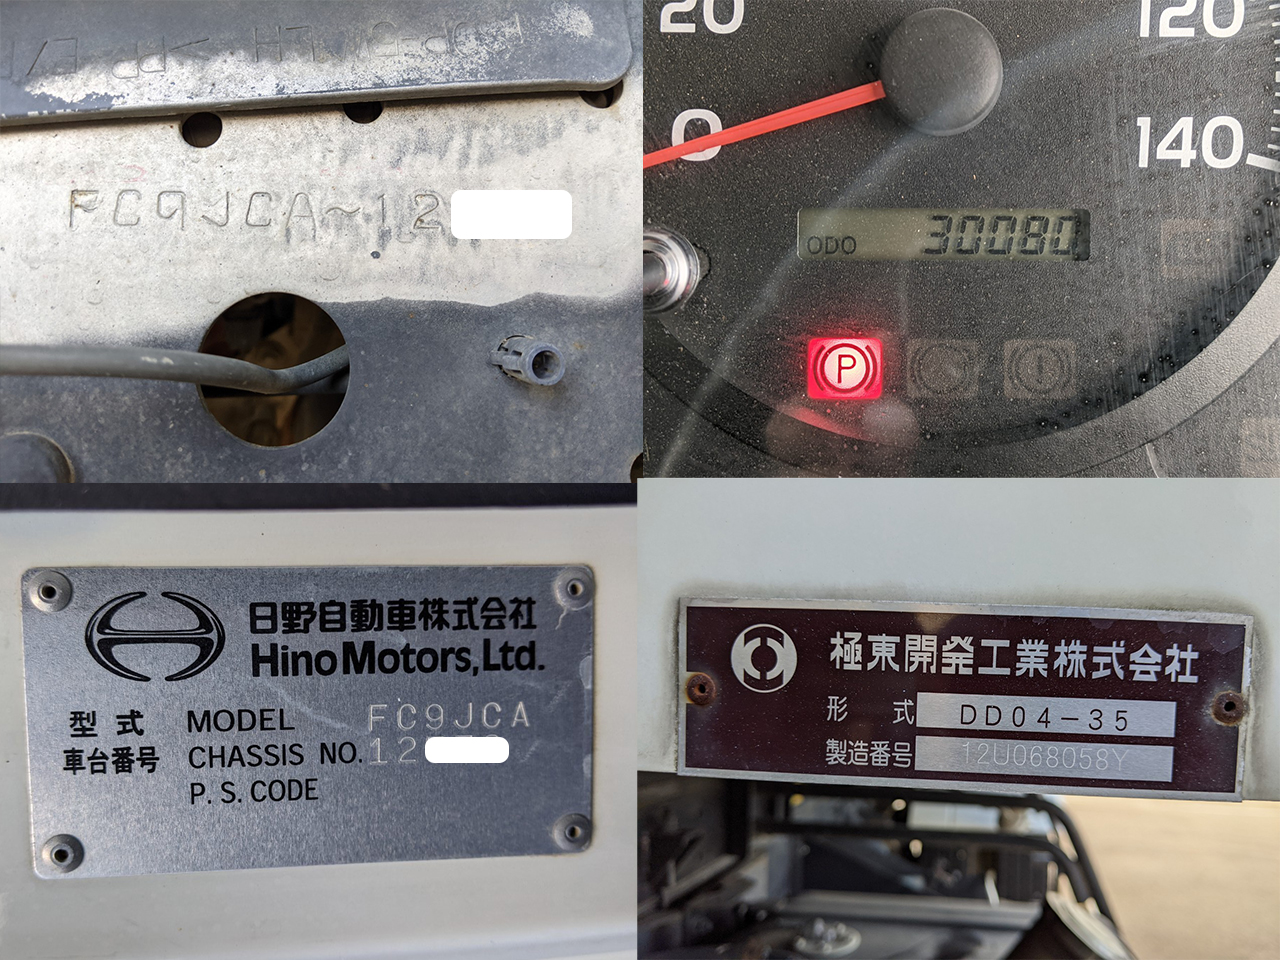 FC9JCA~12
20
0
120
140
ODO 30080
P
日野自動車株式会社
Hino Motors, Ltd.
型式 MODEL FC9JCA
車台番号 CHASSIS NO. 12
P. S. CODE
極東開発工業株式会社
形式 DD04-35
製造番号 12U068058Y